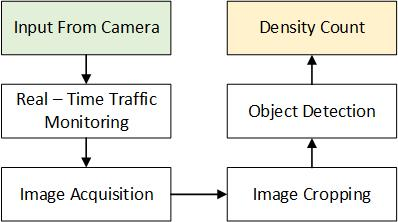 Input From Camera
Real – Time Traffic
Monitoring
Image Acquisition
Image Cropping
Object Detection
Density Count